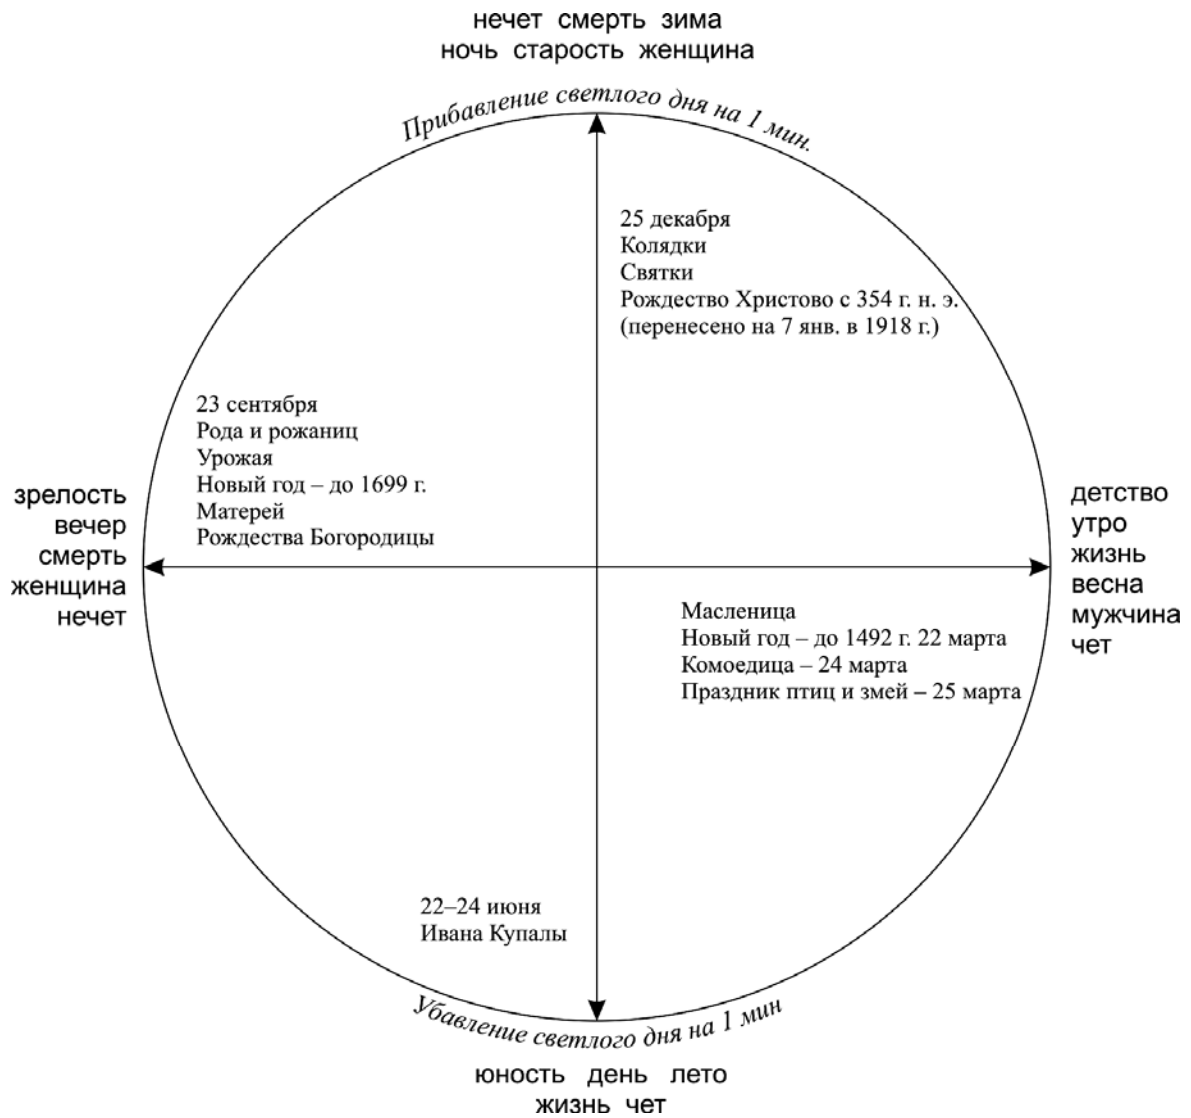 нечет смерть зима
ночь старость женщина
Прибавление светлого дня на 1 мин.
25 декабря
Колядки
Святки
Рождество Христово с 354 г. н. э.
(перенесено на 7 янв. в 1918 г.)
23 сентября
Рода и рожаниц
Урожая
Новый год – до 1699 г.
Матерей
Рождества Богородицы
зрелость
вечер
смерть
женщина
нечет
детство
утро
жизнь
весна
мужчина
чет
Масленица
Новый год – до 1492 г. 22 марта
Комоедица – 24 марта
Праздник птиц и змей – 25 марта
22–24 июня
Ивана Купалы
Убавление светлого дня на 1 мин
юность день лето
жизнь чет